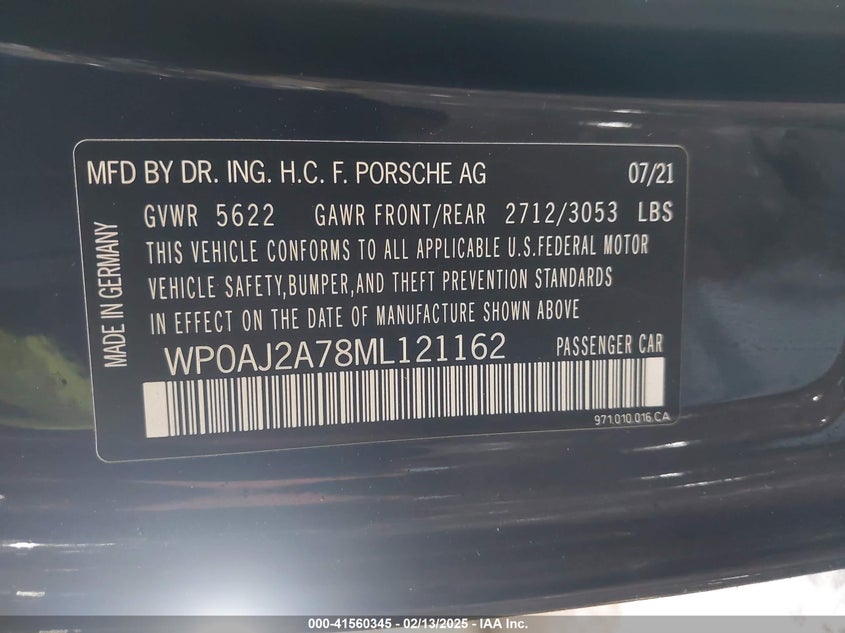 MFD BY DR. ING. H.C. F. PORSCHE AG 07/21
GVWR 5622 GAWR FRONT/REAR 2712/3053 LBS
THIS VEHICLE CONFORMS TO ALL APPLICABLE U.S.FEDERAL MOTOR
VEHICLE SAFETY,BUMPER,AND THEFT PREVENTION STANDARDS
IN EFFECT ON THE DATE OF MANUFACTURE SHOWN ABOVE
WP0AJ2A78ML121162 PASSENGER CAR
971.010.016.CA
MADE IN GERMANY
000-41560345 - 02/13/2025 - IAA Inc.